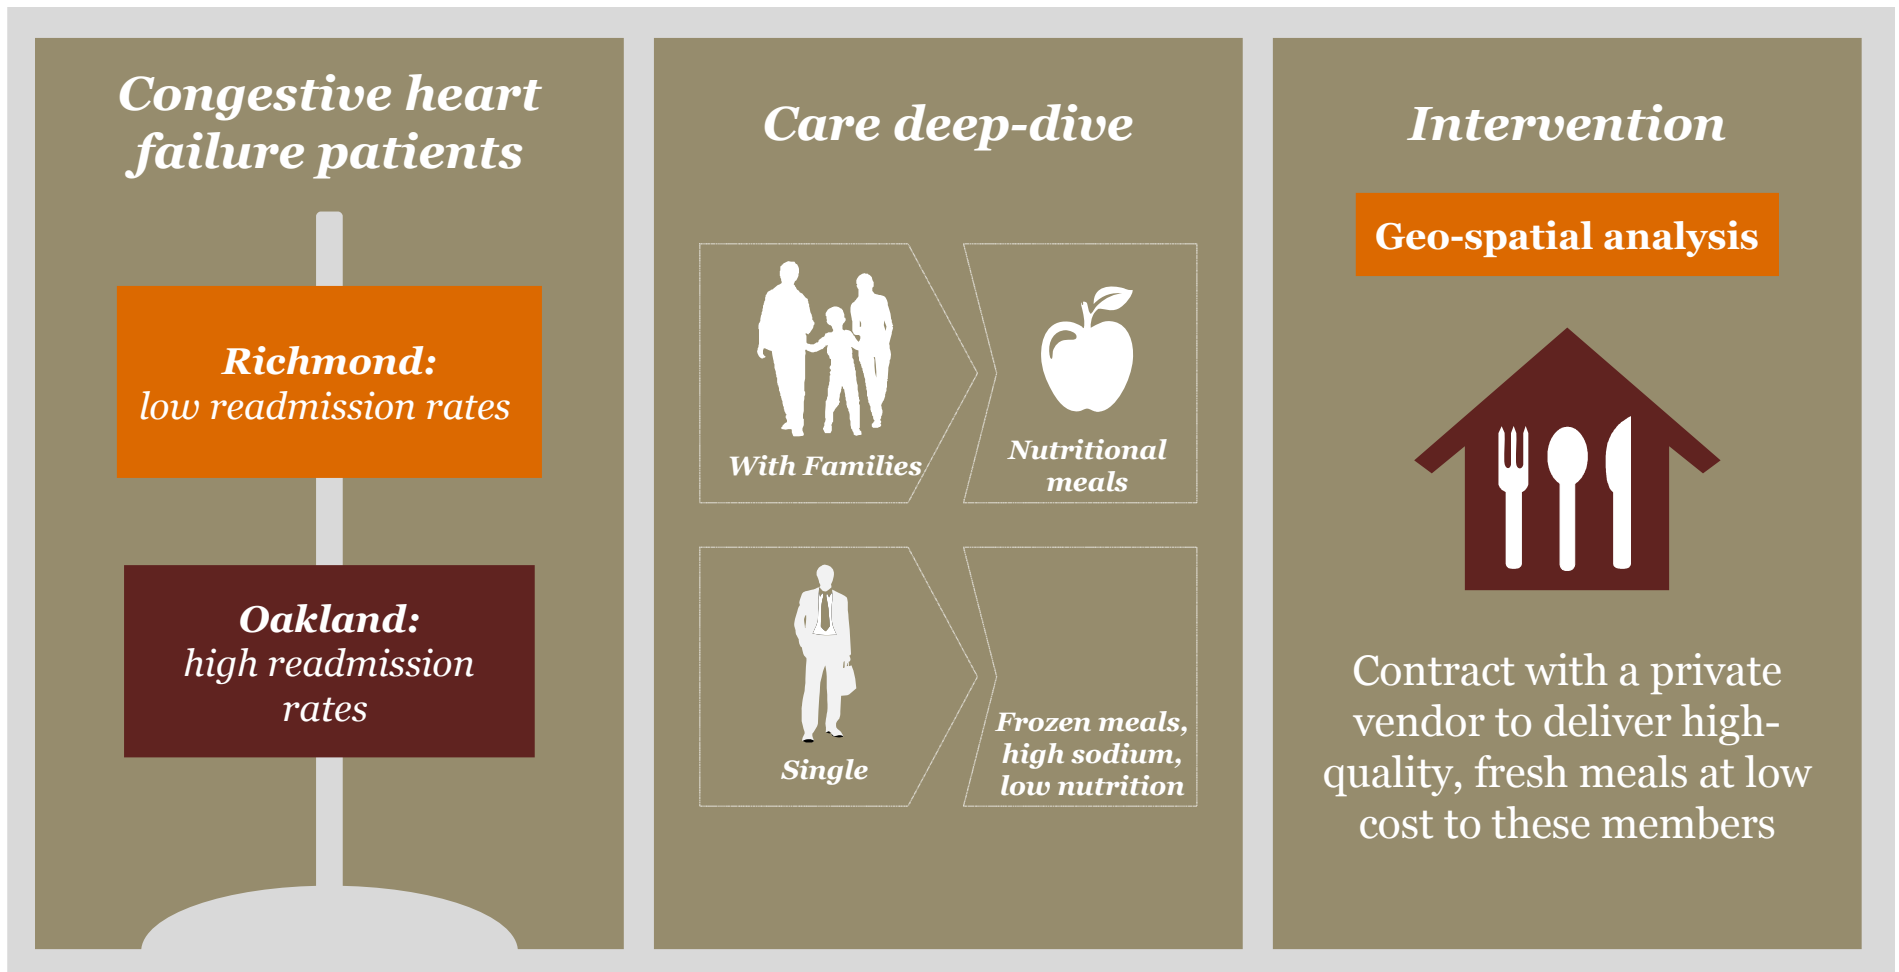 Congestive heart
failure patients
Richmond:
low readmission rates
Oakland:
high readmission
rates
Care deep-dive
With Families
Nutritional
meals
Single
Frozen meals,
high sodium,
low nutrition
Intervention
Geo-spatial analysis
Contract with a private
vendor to deliver high-
quality, fresh meals at low
cost to these members